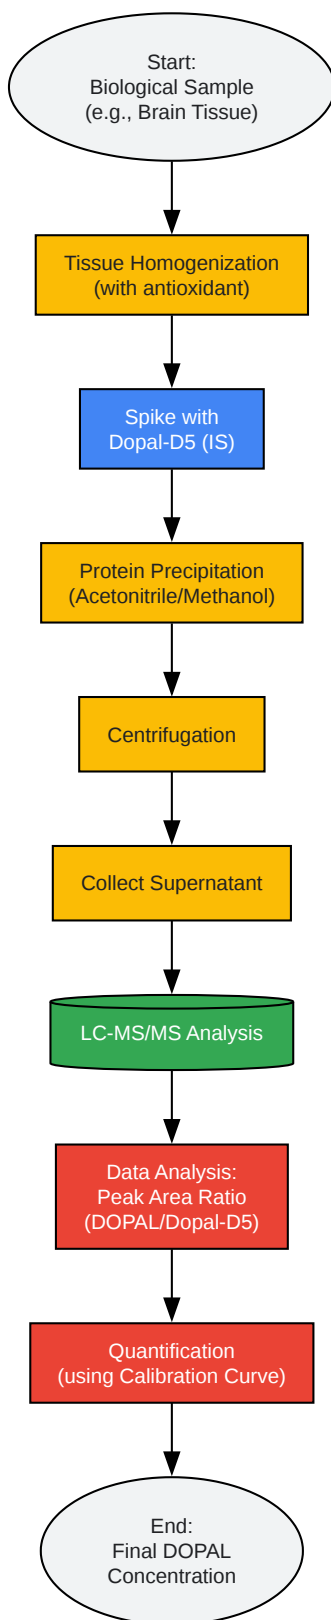 Start:
Biological Sample
(e.g., Brain Tissue)
Tissue Homogenization
(with antioxidant)
Spike with
Dopal-D5 (IS)
Protein Precipitation
(Acetonitrile/Methanol)
Centrifugation
Collect Supernatant
LC-MS/MS Analysis
Data Analysis:
Peak Area Ratio
(DOPAL/Dopal-D5)
Quantification
(using Calibration Curve)
End:
Final DOPAL
Concentration